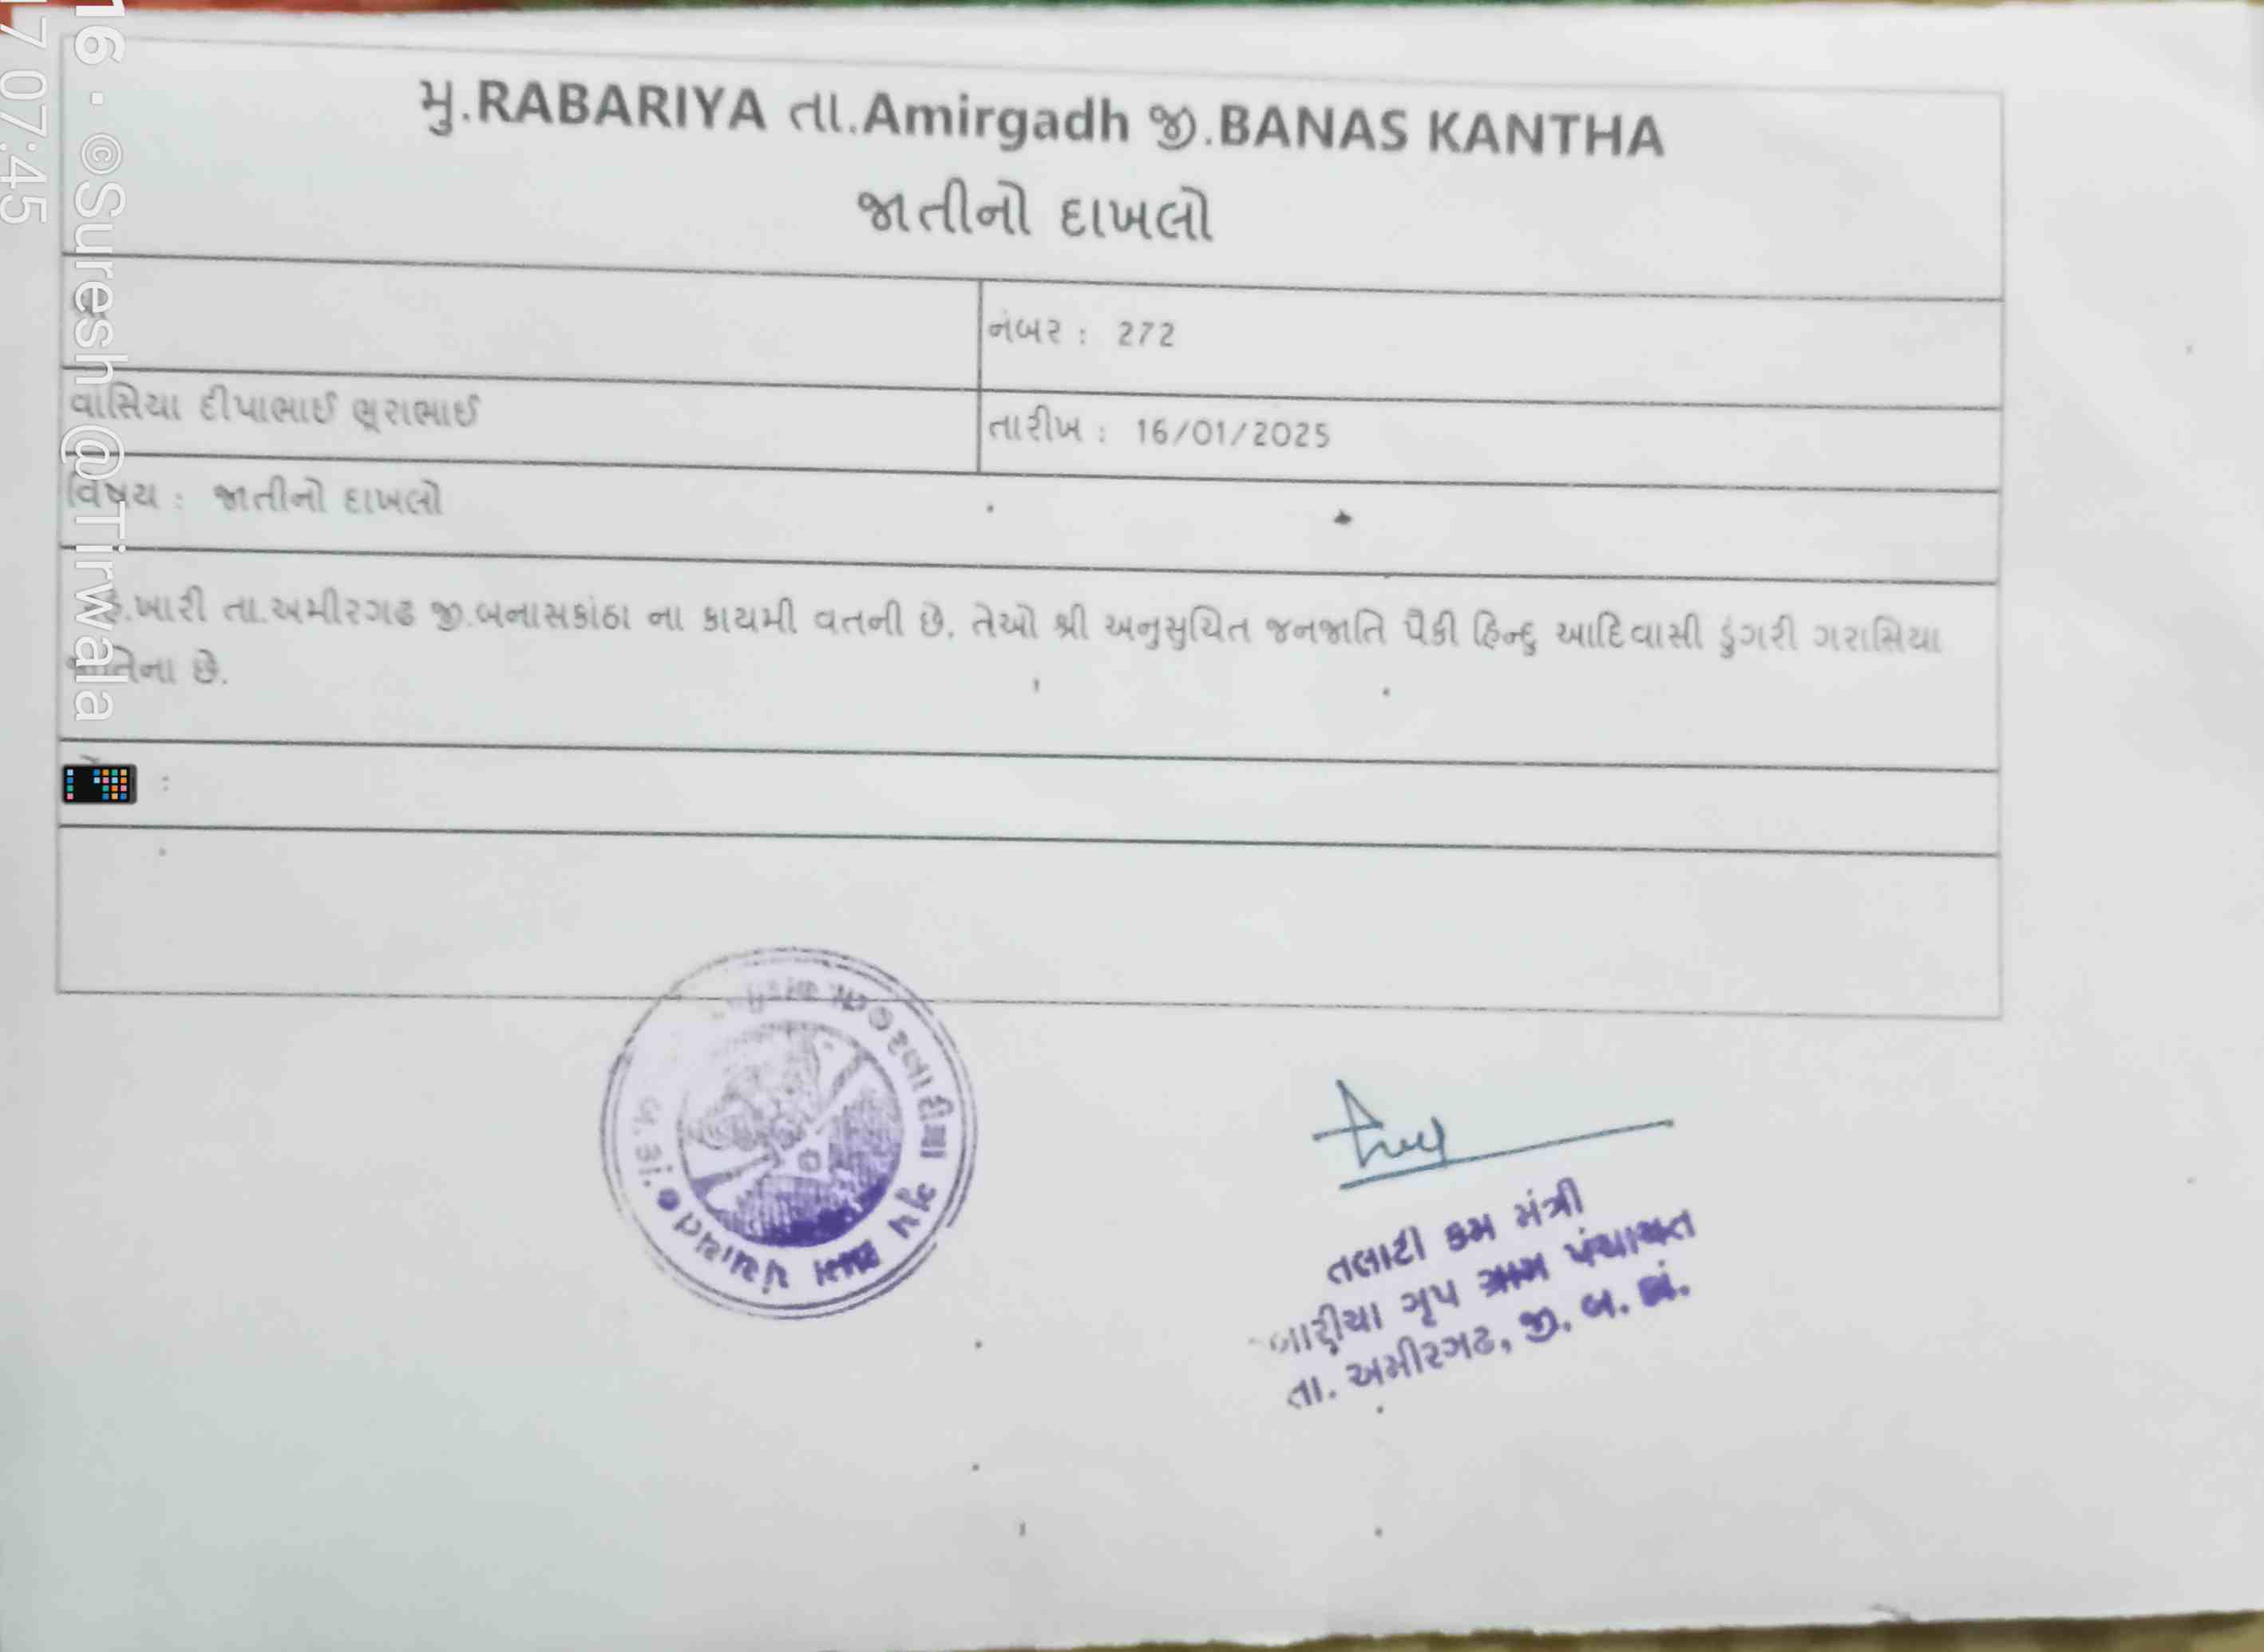 મુ.RABARIYA તા.Amirgadh જી.BANAS KANTHA
જાતીનો દાખલો
નંબર : 272
વાંસિયા દીપાભાઈ ભૂરાભાઈ
તારીખ : 16/01/2025
વિષય : જાતીનો દાખલો
ખારી તા.અમીરગઢ જી.બનાસકાંઠા ના કાયમી વતની છે. તેઓ શ્રી અનુસુચિત જનજાતિ પૈકી હિન્દુ આદિવાસી ડુંગરી ગરાસિયા
જાતિના છે.
તલાટી કમ મંત્રી
ગૃપ ગ્રામ પંચાયત
તા. અમીરગઢ, જી. બ. કાં.
ગૃપ ગ્રામ પંચાયત
બ.કાં.
16 · ©Suresh@Tirwala
17 07:45